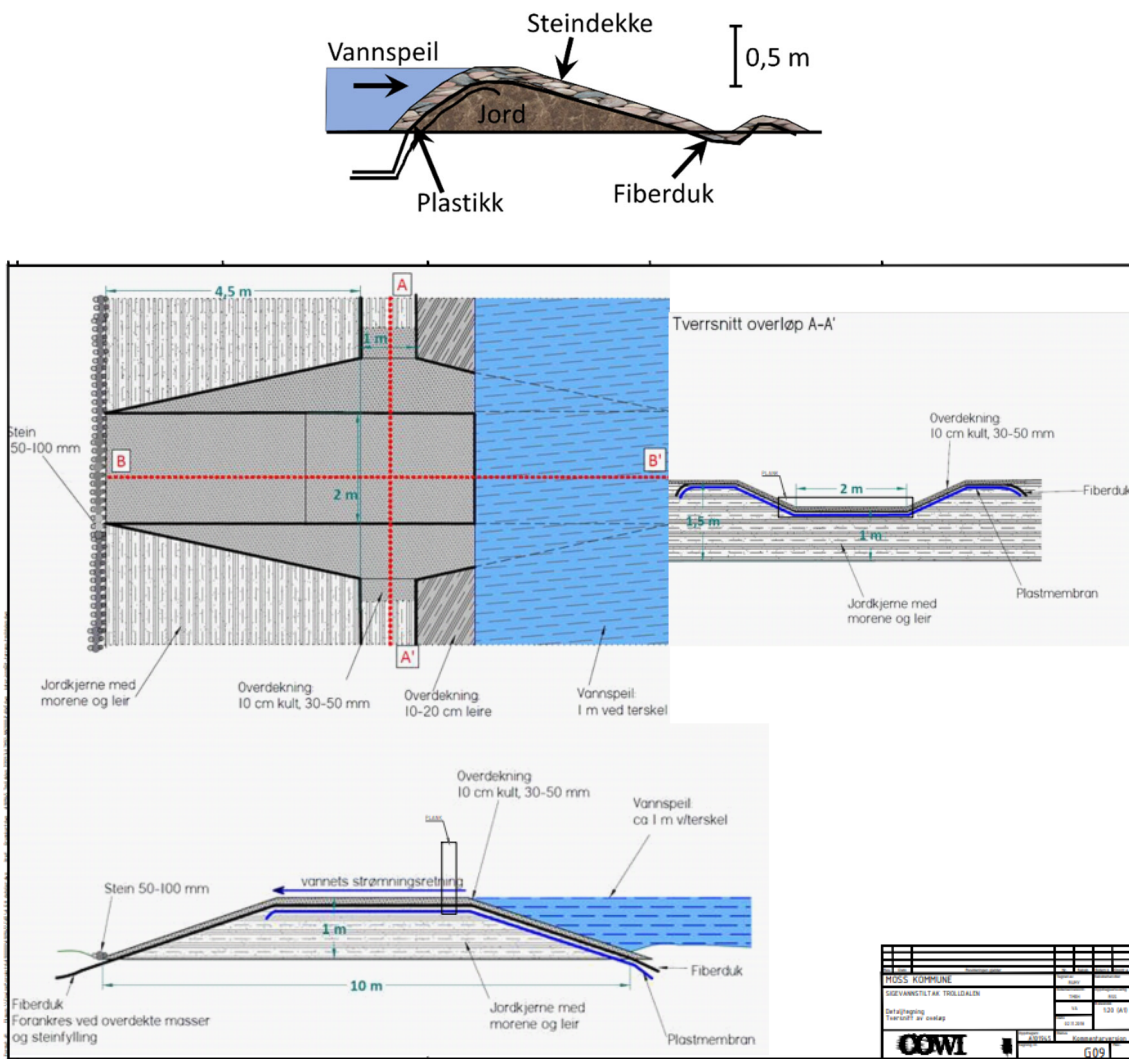 Steindekke
Vannspeil
0,5 m
Jord
Plastikk
Fiberduk
4,5 m
A
1 m
Stein
50-100 mm
B
B'
2 m
A'
Jordkjerne med
morene og leir
Overdekning:
10 cm kult, 30-50 mm
Overdekning:
10-20 cm leire
Vannspeil:
1 m ved terskel
Tverrsnitt overløp A-A'
Overdekning:
10 cm kult, 30-50 mm
2 m
Fiberduk
1,5 m
1 m
Plastmembran
Jordkjerne med
morene og leir
Overdekning:
10 cm kult, 30-50 mm
Vannspeil:
ca 1 m v/terskel
Stein 50-100 mm
vannets strømningsretning
1 m
10 m
Fiberduk
Fiberduk
Forankres ved overdekte masser
og steinfylling
Jordkjerne med
morene og leir
Plastmembran
MOSS KOMMUNE
SIGEVANNSTILTAK TROLLDALEN
Detaljtegning
Tverrsnitt av overløp
COWI
Kommentarversjon
G09